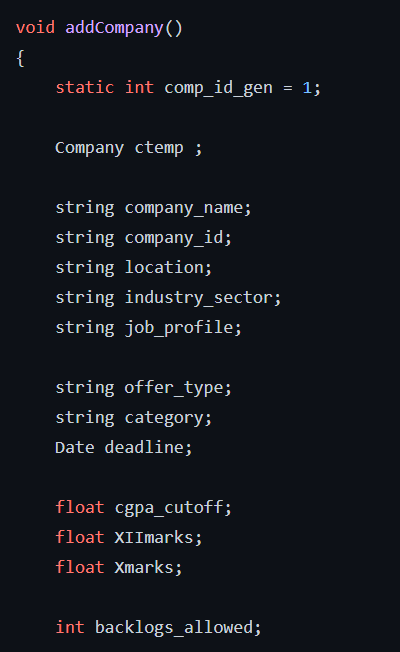 void addCompany()
{
    static int comp_id_gen = 1;

    Company ctemp ;

    string company_name;
    string company_id;
    string location;
    string industry_sector;
    string job_profile;

    string offer_type;
    string category;
    Date deadline;

    float cgpa_cutoff;
    float XIImarks;
    float Xmarks;

    int backlogs_allowed;